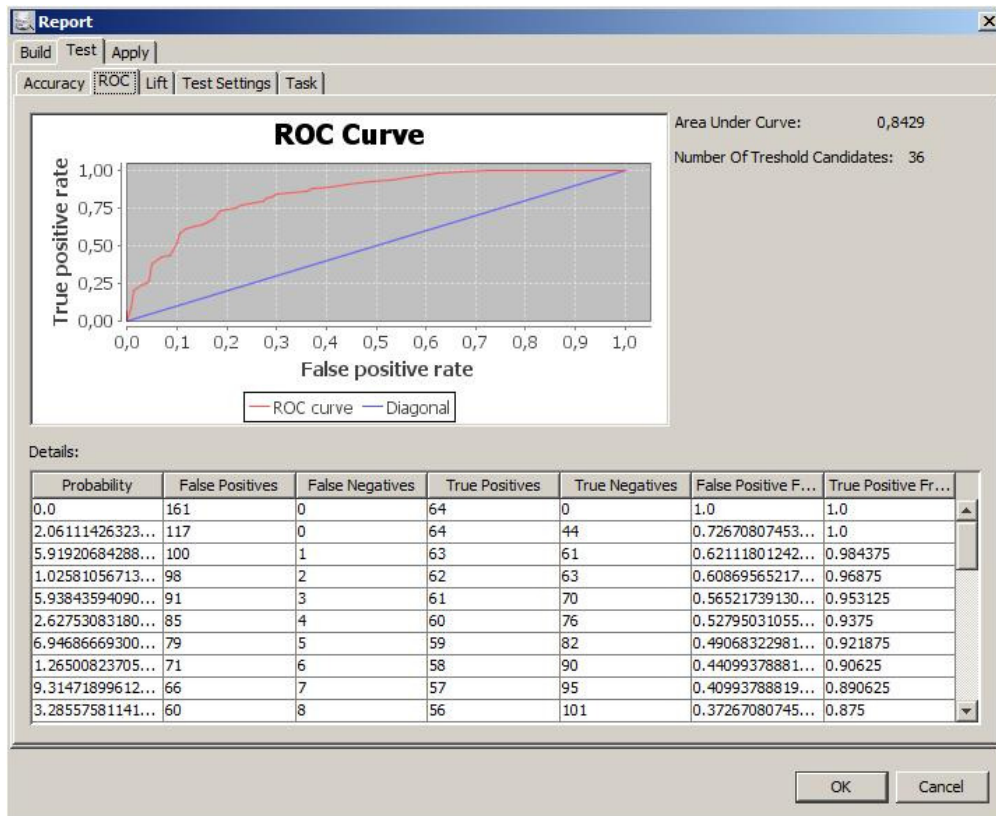 Report
Build Test Apply
Accuracy ROC Lift Test Settings Task
ROC Curve
True positive rate
1,00
0,75
0,50
0,25
0,00
0,0 0,1 0,2 0,3 0,4 0,5 0,6 0,7 0,8 0,9 1,0
False positive rate
ROC curve Diagonal
Area Under Curve: 0,8429
Number Of Treshold Candidates: 36
Details:
Probability False Positives False Negatives True Positives True Negatives False Positive F... True Positive Fr...
0.0 161 0 64 0 1.0 1.0
2.06111426323... 117 0 64 44 0.72670807453... 1.0
5.91920684288... 100 1 63 61 0.62111801242... 0.984375
1.02581056713... 98 2 62 63 0.60869565217... 0.96875
5.93843594090... 91 3 61 70 0.56521739130... 0.953125
2.62753083180... 85 4 60 76 0.52795031055... 0.9375
6.94686669300... 79 5 59 82 0.49068322981... 0.921875
1.26500823705... 71 6 58 90 0.44099378881... 0.90625
9.31471899612... 66 7 57 95 0.40993788819... 0.890625
3.28557581141... 60 8 56 101 0.37267080745... 0.875
OK Cancel